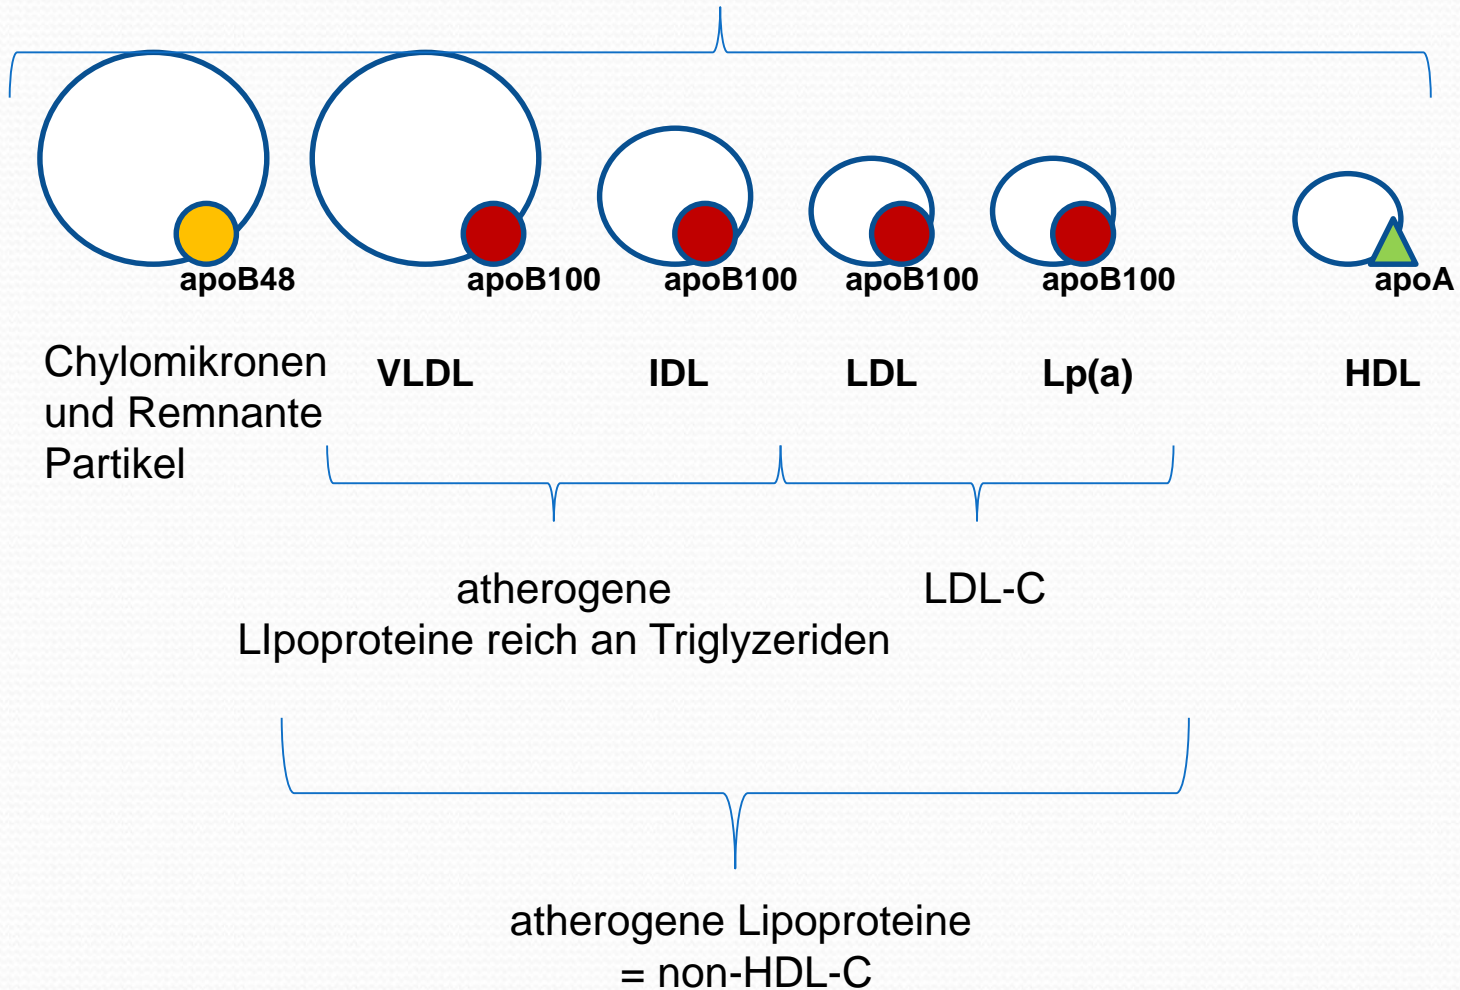 apoB48
apoB100
apoB100
apoB100
apoB100
apoA
Chylomikronen
und Remnante
Partikel
VLDL
IDL
LDL
Lp(a)
HDL
atherogene
LIpoproteine reich an Triglyzeriden
LDL-C
atherogene Lipoproteine
= non-HDL-C